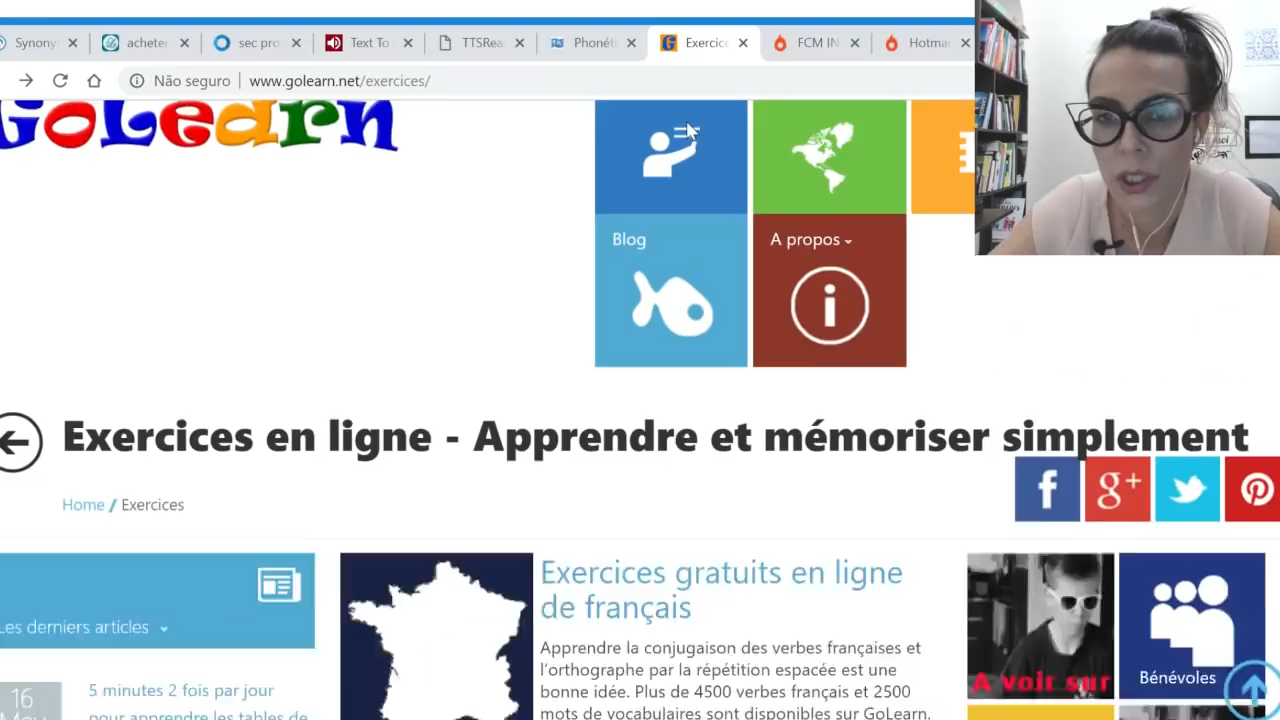 Synony
acheter
sec po
Text To
TTSRea
Phonét
Exercic
FCM IN
Hotma
Não seguro
www.golearn.net/exercices/
GoLearn
Blog
A propos
moi
Exercices en ligne - Apprendre et mémoriser simplement
Home / Exercices
Exercices gratuits en ligne
de français
Les derniers articles
Apprendre la conjugaison des verbes françaises et
l'orthographe par la répétition espacée est une
bonne idée. Plus de 4500 verbes français et 2500
mots de vocabulaires sont disponibles sur GoLearn.
A voir sur
Bénévoles
16
May
5 minutes 2 fois par jour
pour apprendre les tables de